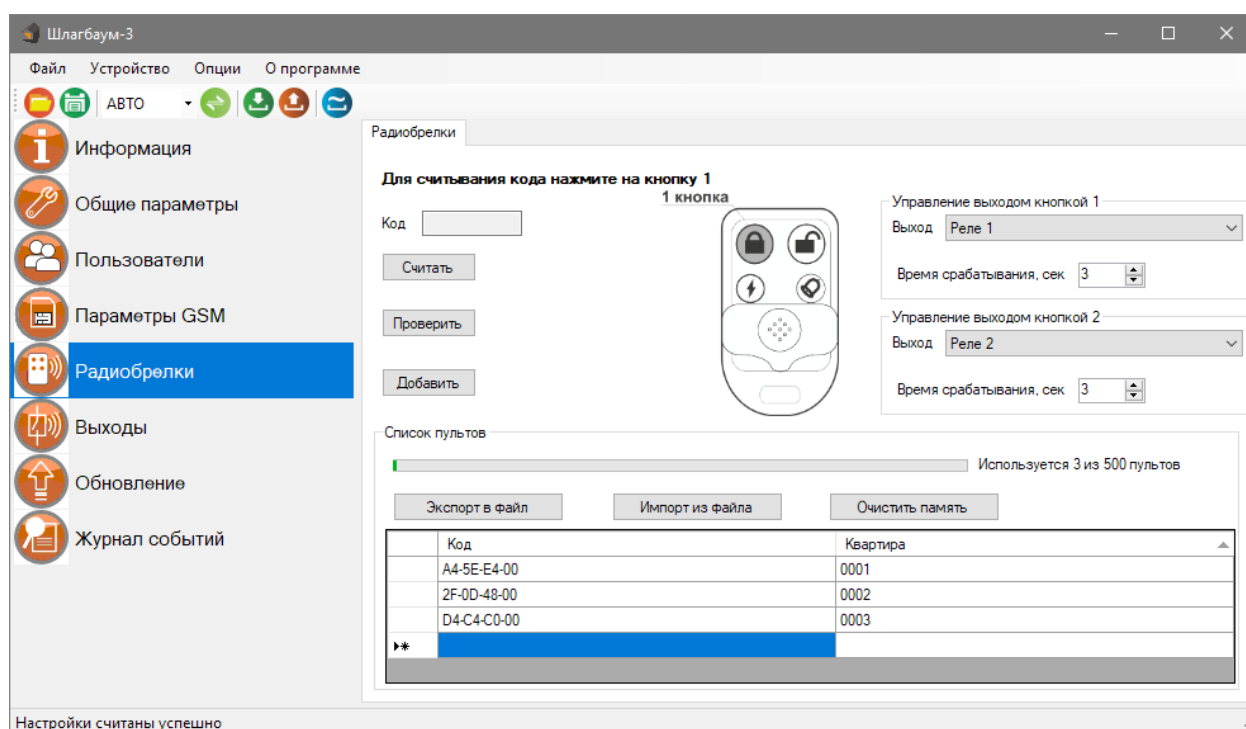 Шлагбаум-3
Файл Устройство Опции О программе
АВТО
Информация
Общие параметры
Пользователи
Параметры GSM
Радиобрелки
Выходы
Обновление
Журнал событий
Радиобрелки
Для считывания кода нажмите на кнопку 1
1 кнопка
Код
Считать
Проверить
Добавить
Управление выходом кнопкой 1
Выход Реле 1
Время срабатывания, сек 3
Управление выходом кнопкой 2
Выход Реле 2
Время срабатывания, сек 3
Список пультов
Используется 3 из 500 пультов
Экспорт в файл Импорт из файла Очистить память
Код Квартира
A4-5E-E4-00 0001
2F-0D-48-00 0002
D4-C4-C0-00 0003
Настройки считаны успешно